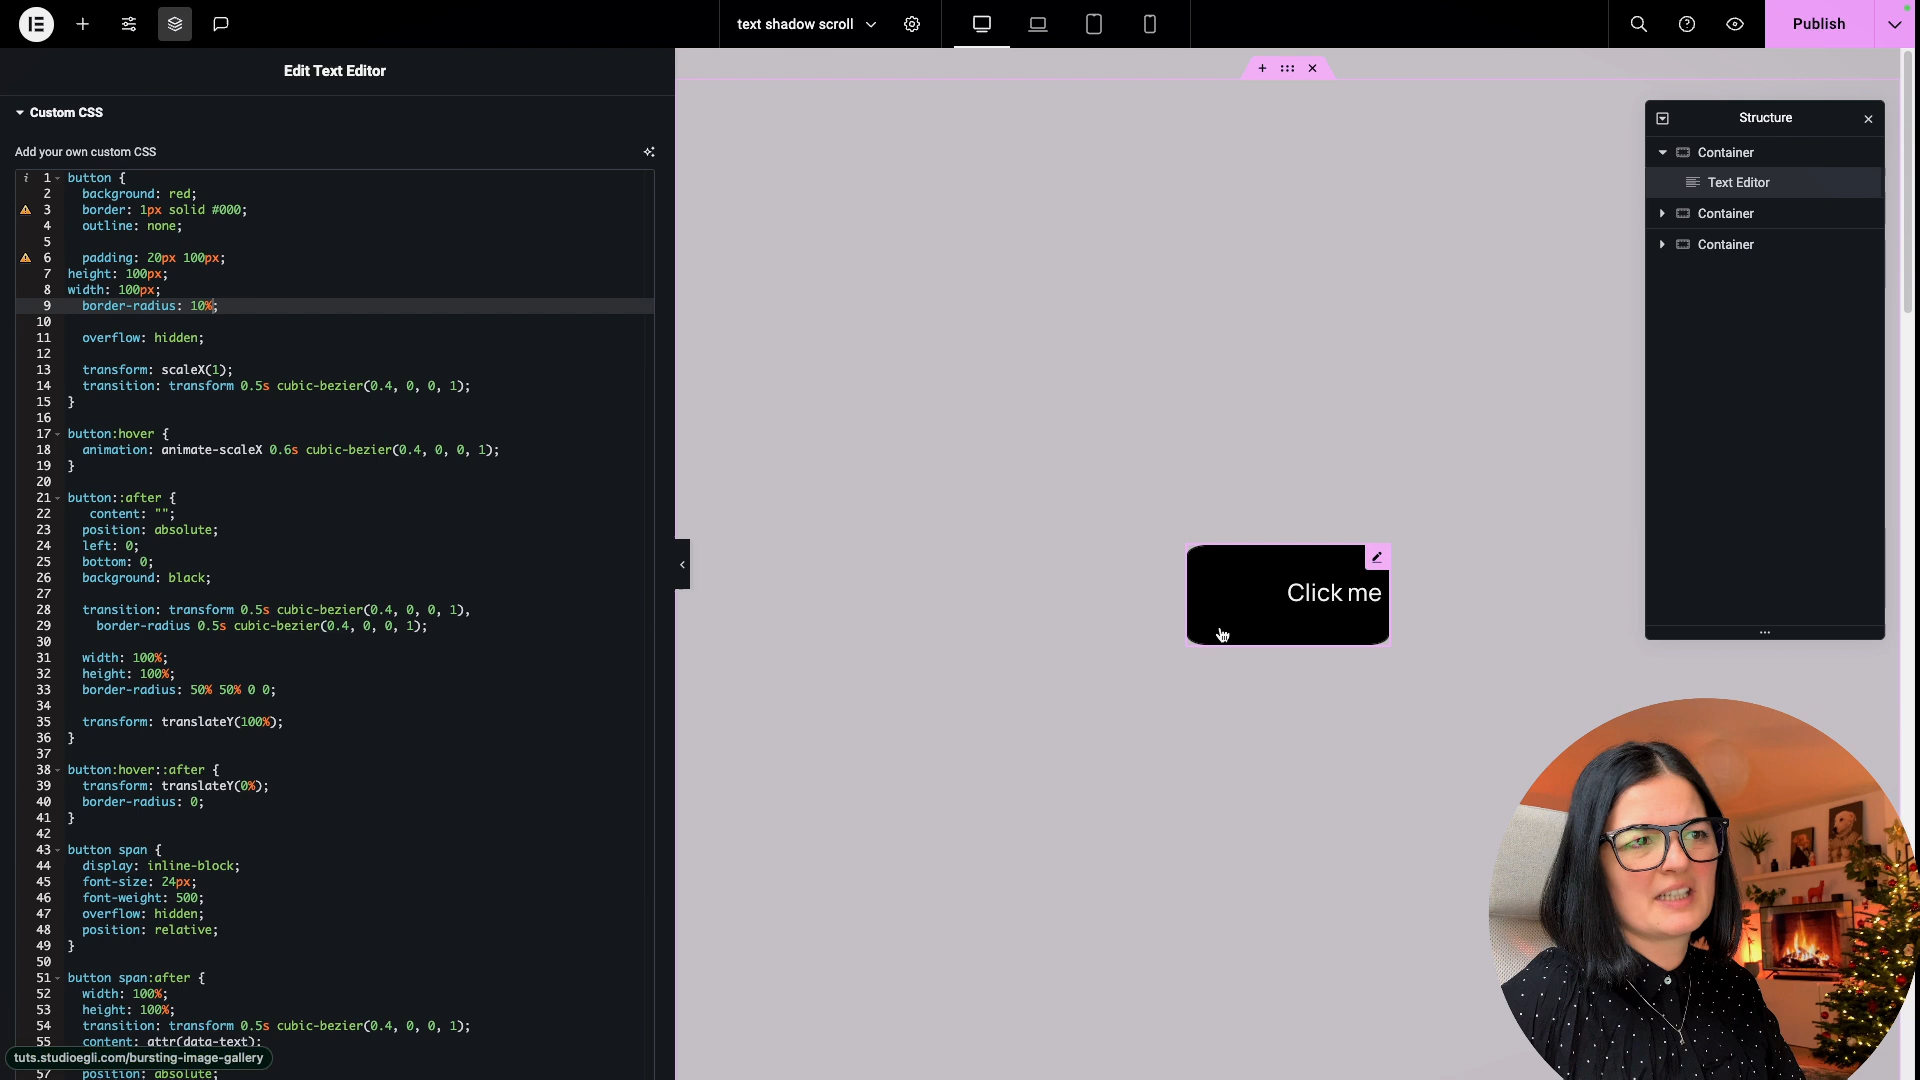 text shadow scroll
Publish
Edit Text Editor
Custom CSS
Add your own custom CSS
i 1 button {
2 background: red;
3 border: 1px solid #000;
4 outline: none;
5
6 padding: 20px 100px;
7 height: 100px;
8 width: 100px;
9 border-radius: 10%;
10
11 overflow: hidden;
12
13 transform: scaleX(1);
14 transition: transform 0.5s cubic-bezier(0.4, 0, 0, 1);
15 }
16
17 button:hover {
18 animation: animate-scaleX 0.6s cubic-bezier(0.4, 0, 0, 1);
19 }
20
21 button::after {
22 content: "";
23 position: absolute;
24 left: 0;
25 bottom: 0;
26 background: black;
27
28 transition: transform 0.5s cubic-bezier(0.4, 0, 0, 1),
29 border-radius 0.5s cubic-bezier(0.4, 0, 0, 1);
30
31 width: 100%;
32 height: 100%;
33 border-radius: 50% 50% 0 0;
34
35 transform: translateY(100%);
36 }
37
38 button:hover::after {
39 transform: translateY(0%);
40 border-radius: 0;
41 }
42
43 button span {
44 display: inline-block;
45 font-size: 24px;
46 font-weight: 500;
47 overflow: hidden;
48 position: relative;
49 }
50
51 button span:after {
52 width: 100%;
53 height: 100%;
54 transition: transform 0.5s cubic-bezier(0.4, 0, 0, 1);
55 content: attr(data-text);
tuts.studioegli.com/bursting-image-gallery
57 position: absolute;
Click me
Structure
Container
Text Editor
Container
Container